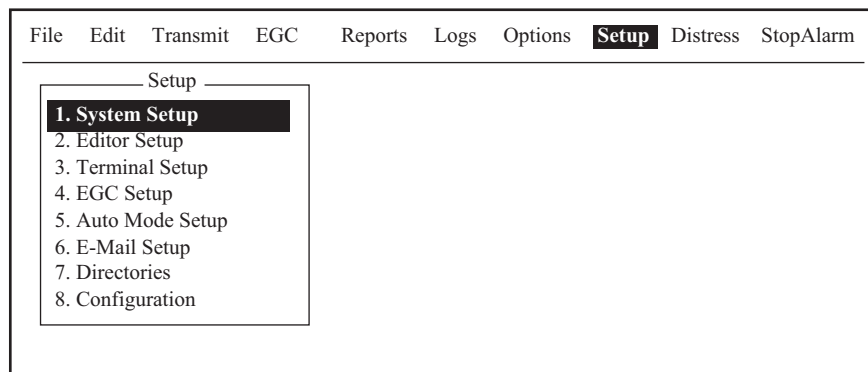 File Edit Transmit EGC Reports Logs Options Setup Distress StopAlarm
Setup
1. System Setup
2. Editor Setup
3. Terminal Setup
4. EGC Setup
5. Auto Mode Setup
6. E-Mail Setup
7. Directories
8. Configuration